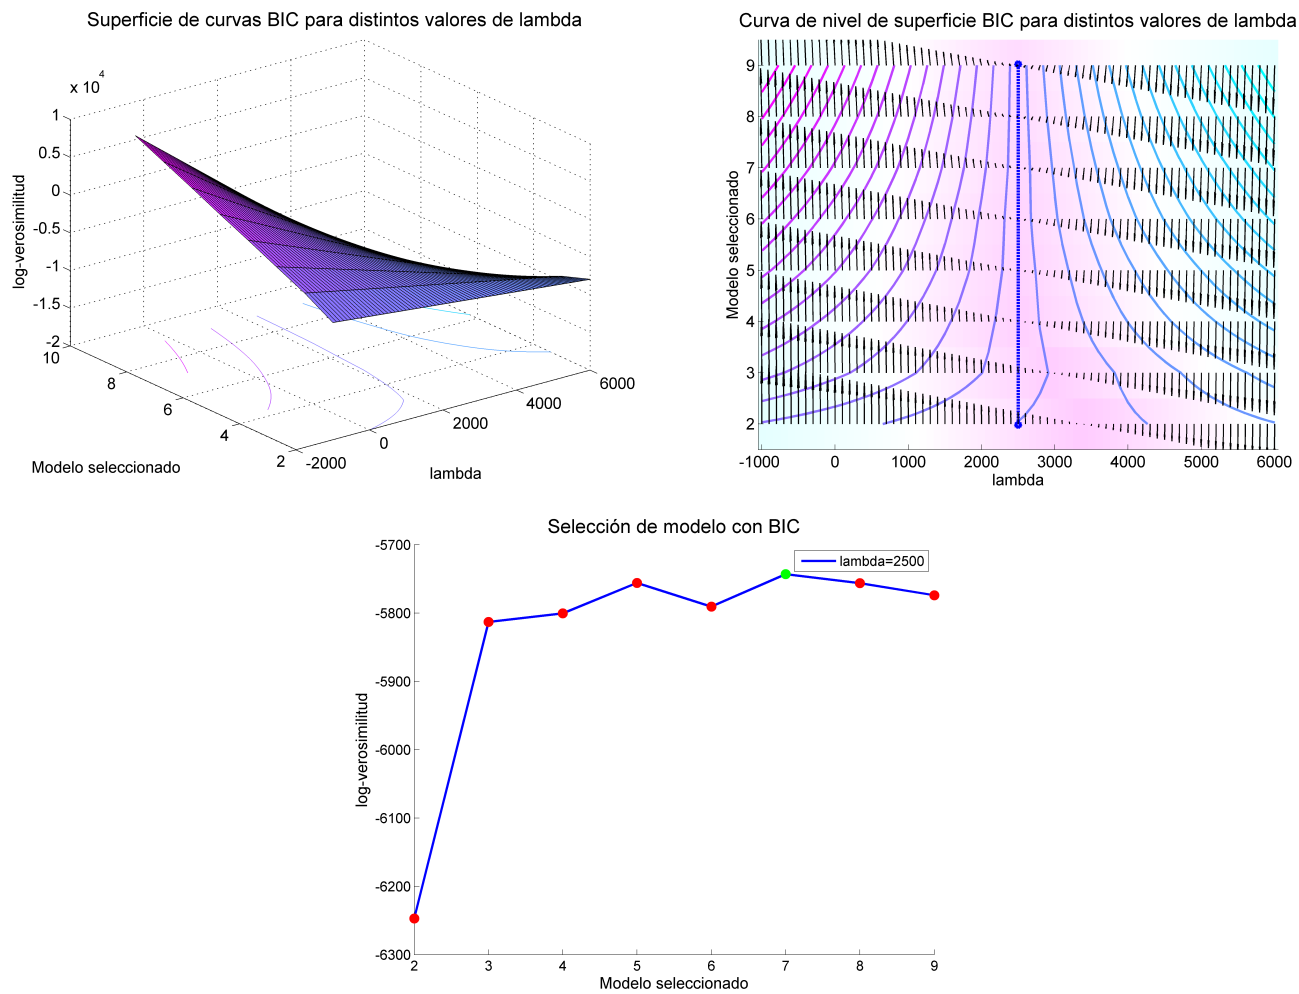 Superficie de curvas BIC para distintos valores de lambda
x 10^4
1
0.5
0
-0.5
-1
-1.5
-2
log-verosimilitud
10
8
6
4
2
Modelo seleccionado
-2000
0
2000
4000
6000
lambda
Curva de nivel de superficie BIC para distintos valores de lambda
9
8
7
6
5
4
3
2
Modelo seleccionado
-1000 0 1000 2000 3000 4000 5000 6000
lambda
Selección de modelo con BIC
lambda=2500
-5700
-5800
-5900
-6000
-6100
-6200
-6300
log-verosimilitud
2 3 4 5 6 7 8 9
Modelo seleccionado